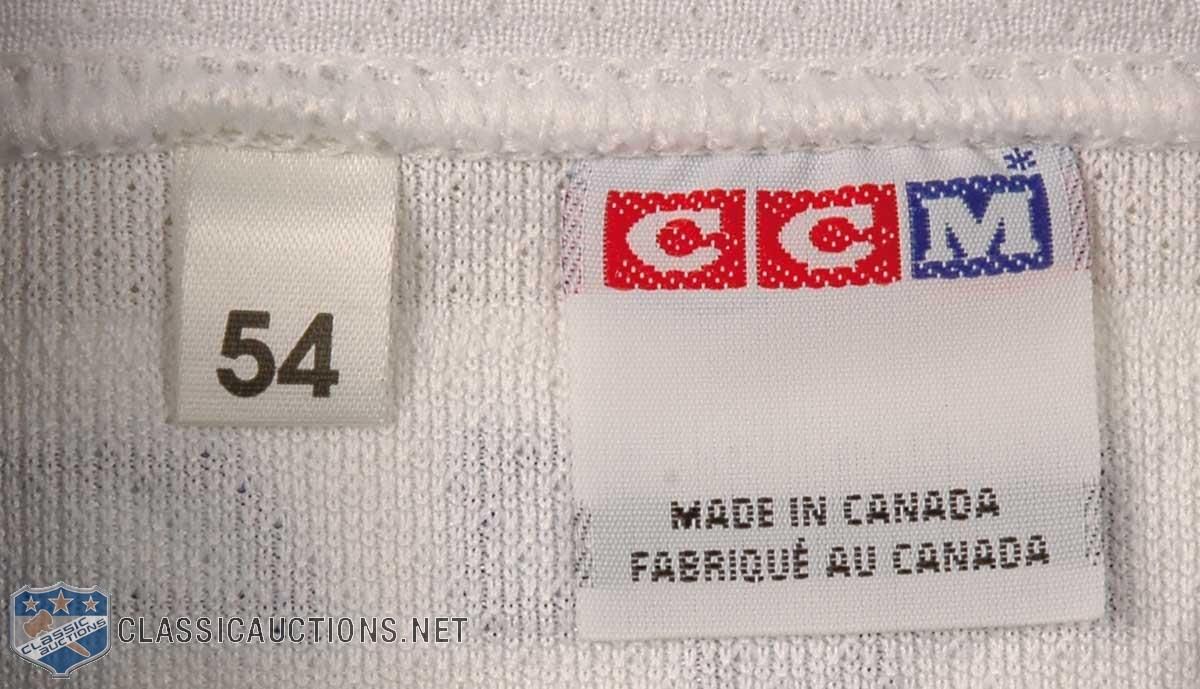 54
CCM*
MADE IN CANADA
FABRIQUÉ AU CANADA
CLASSIC
AUCTIONS
CLASSICAUCTIONS.NET